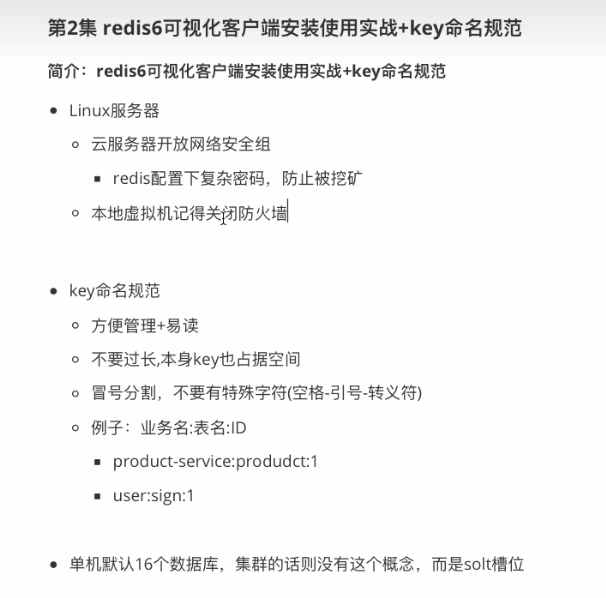 第2集 redis6可视化客户端安装使用实战+key命名规范
简介：redis6可视化客户端安装使用实战+key命名规范
Linux服务器
云服务器开放网络安全组
redis配置下复杂密码，防止被挖矿
本地虚拟机记得关闭防火墙
key命名规范
方便管理+易读
不要过长,本身key也占据空间
冒号分割，不要有特殊字符(空格-引号-转义符)
例子：业务名:表名:ID
product-service:produdct:1
user:sign:1
单机默认16个数据库，集群的话则没有这个概念，而是solt槽位